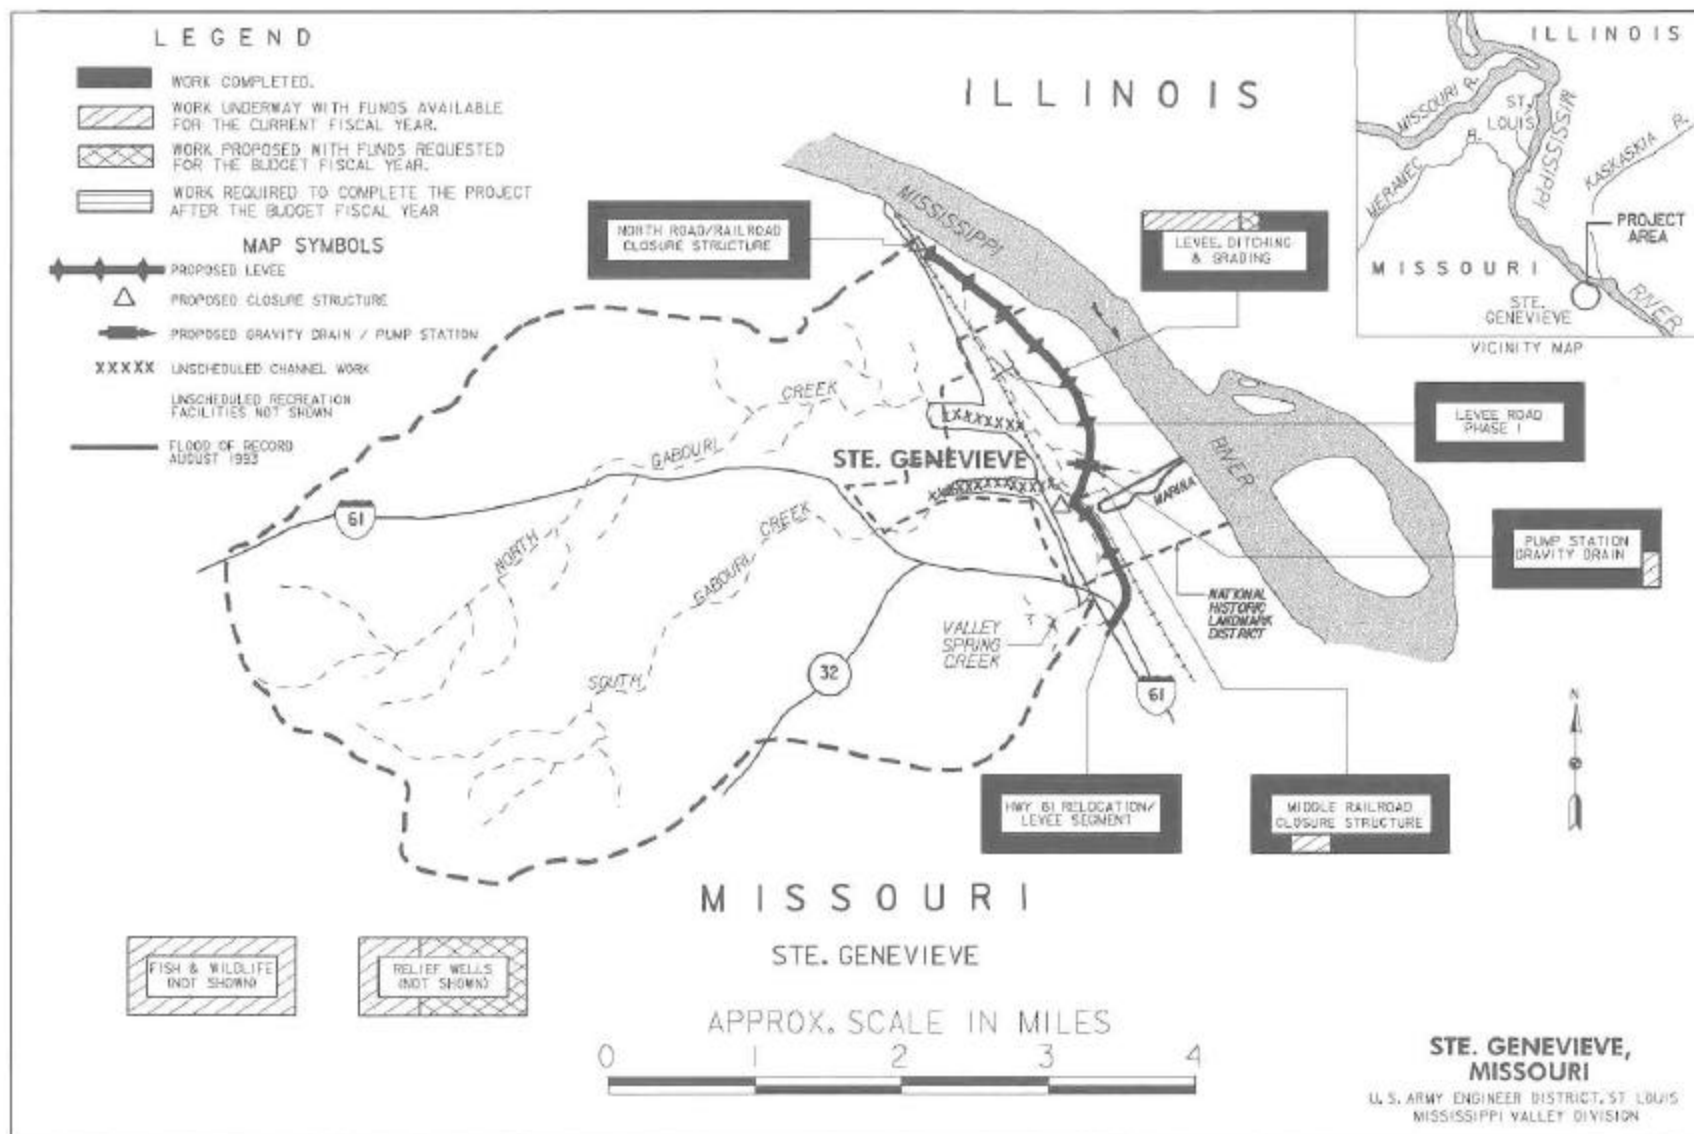 LEGEND
WORK COMPLETED.
WORK UNDERWAY WITH FUNDS AVAILABLE
FOR THE CURRENT FISCAL YEAR.
WORK PROPOSED WITH FUNDS REQUESTED
FOR THE BUDGET FISCAL YEAR.
WORK REQUIRED TO COMPLETE THE PROJECT
AFTER THE BUDGET FISCAL YEAR
MAP SYMBOLS
PROPOSED LEVEE
PROPOSED CLOSURE STRUCTURE
PROPOSED GRAVITY DRAIN / PUMP STATION
XXXXX UNSCHEDULED CHANNEL WORK
UNSCHEDULED RECREATION
FACILITIES NOT SHOWN
FLOOD OF RECORD
AUGUST 1993
ILLINOIS
ILLINOIS
MISSOURI R.
ST.
LOUIS
MISSISSIPPI
MERAMEC R.
KASKASKIA R.
PROJECT
AREA
MISSOURI
STE.
GENEVIEVE
RIVER
VICINITY MAP
NORTH ROAD/RAILROAD
CLOSURE STRUCTURE
MISSISSIPPI
LEVEE, DITCHING
& GRADING
LEVEE ROAD
PHASE I
RIVER
CREEK
GABOURI
NORTH
STE. GENEVIEVE
MARINA
61
CREEK
GABOURI
SOUTH
PUMP STATION
GRAVITY DRAIN
NATIONAL
HISTORIC
LANDMARK
DISTRICT
VALLEY
SPRING
CREEK
32
61
N
HWY 61 RELOCATION/
LEVEE SEGMENT
MIDDLE RAILROAD
CLOSURE STRUCTURE
MISSOURI
STE. GENEVIEVE
FISH & WILDLIFE
(NOT SHOWN)
RELIEF WELLS
(NOT SHOWN)
APPROX. SCALE IN MILES
0 1 2 3 4
STE. GENEVIEVE,
MISSOURI
U. S. ARMY ENGINEER DISTRICT, ST LOUIS
MISSISSIPPI VALLEY DIVISION